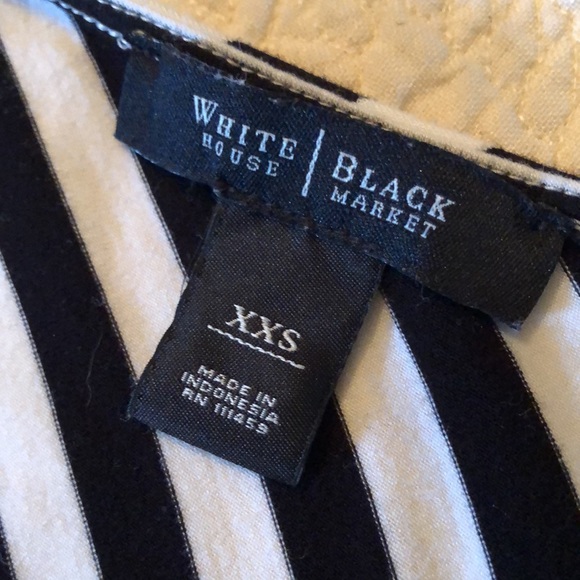 WHITE | BLACK
HOUSE MARKET
XXS
MADE IN
INDONESIA
RN 111459